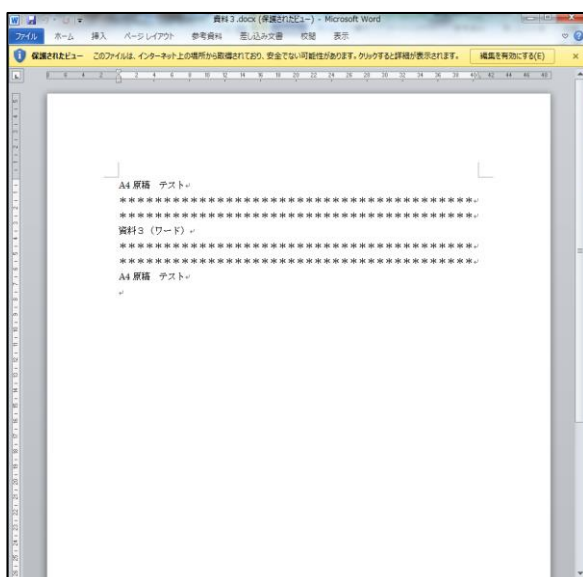 資料3.docx (保護されたビュー) - Microsoft Word
ファイル ホーム 挿入 ページ レイアウト 参考資料 差し込み文書 校閲 表示
保護されたビュー このファイルは、インターネット上の場所から取得されており、安全でない可能性があります。クリックすると詳細が表示されます。 編集を有効にする(E)
A4 原稿 テスト
****************************************
****************************************
資料3（ワード）
****************************************
****************************************
A4 原稿 テスト